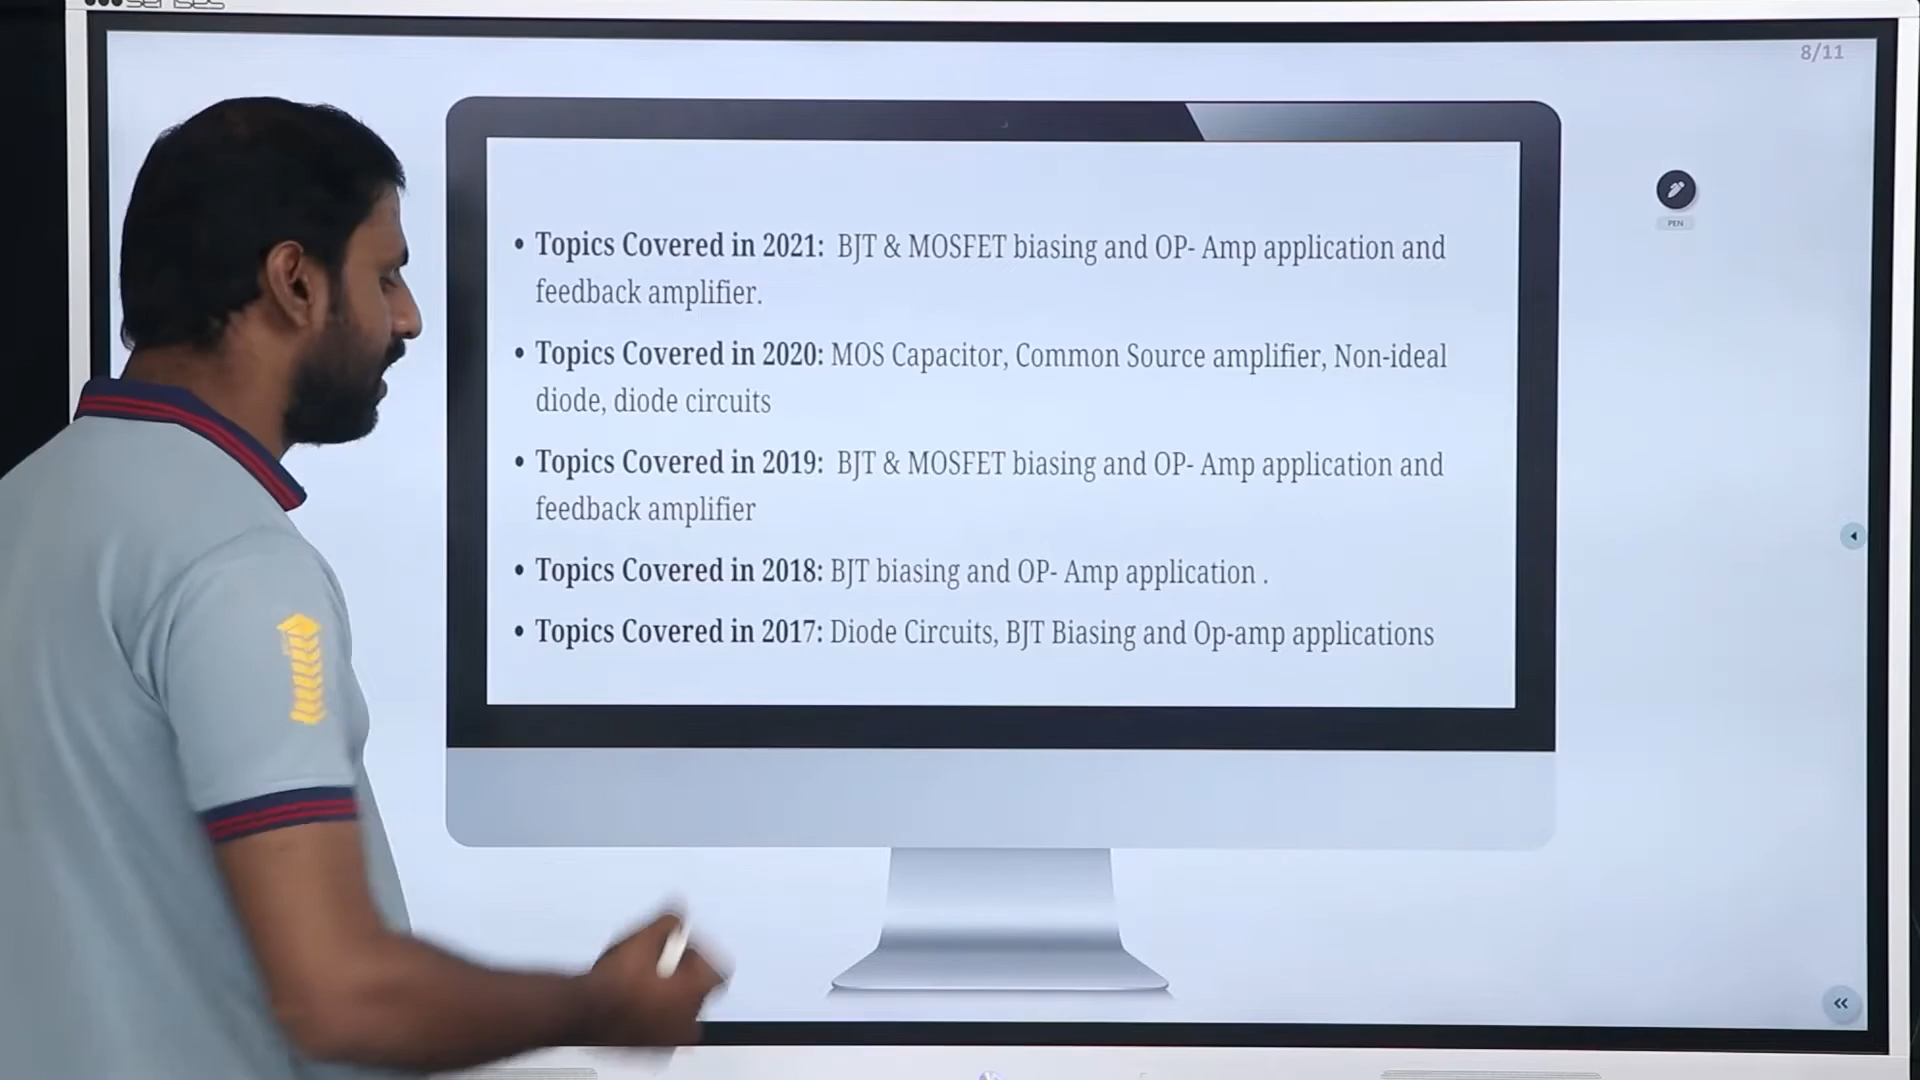 senses
8/11
PEN
• Topics Covered in 2021: BJT & MOSFET biasing and OP- Amp application and
feedback amplifier.
• Topics Covered in 2020: MOS Capacitor, Common Source amplifier, Non-ideal
diode, diode circuits
• Topics Covered in 2019: BJT & MOSFET biasing and OP- Amp application and
feedback amplifier
• Topics Covered in 2018: BJT biasing and OP- Amp application .
• Topics Covered in 2017: Diode Circuits, BJT Biasing and Op-amp applications